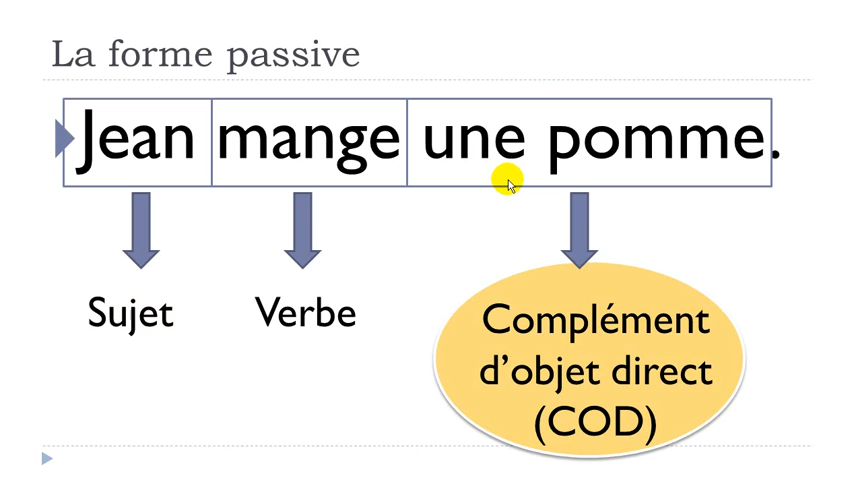 La forme passive
Jean mange une pomme.
Sujet
Verbe
Complément
d’objet direct
(COD)